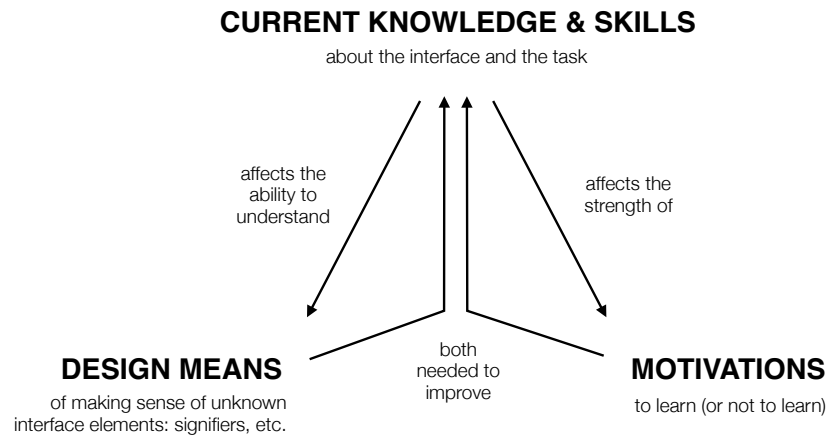 CURRENT KNOWLEDGE & SKILLS
about the interface and the task
affects the
ability to
understand
affects the
strength of
both
needed to
improve
DESIGN MEANS
of making sense of unknown
interface elements: signifiers, etc.
MOTIVATIONS
to learn (or not to learn)